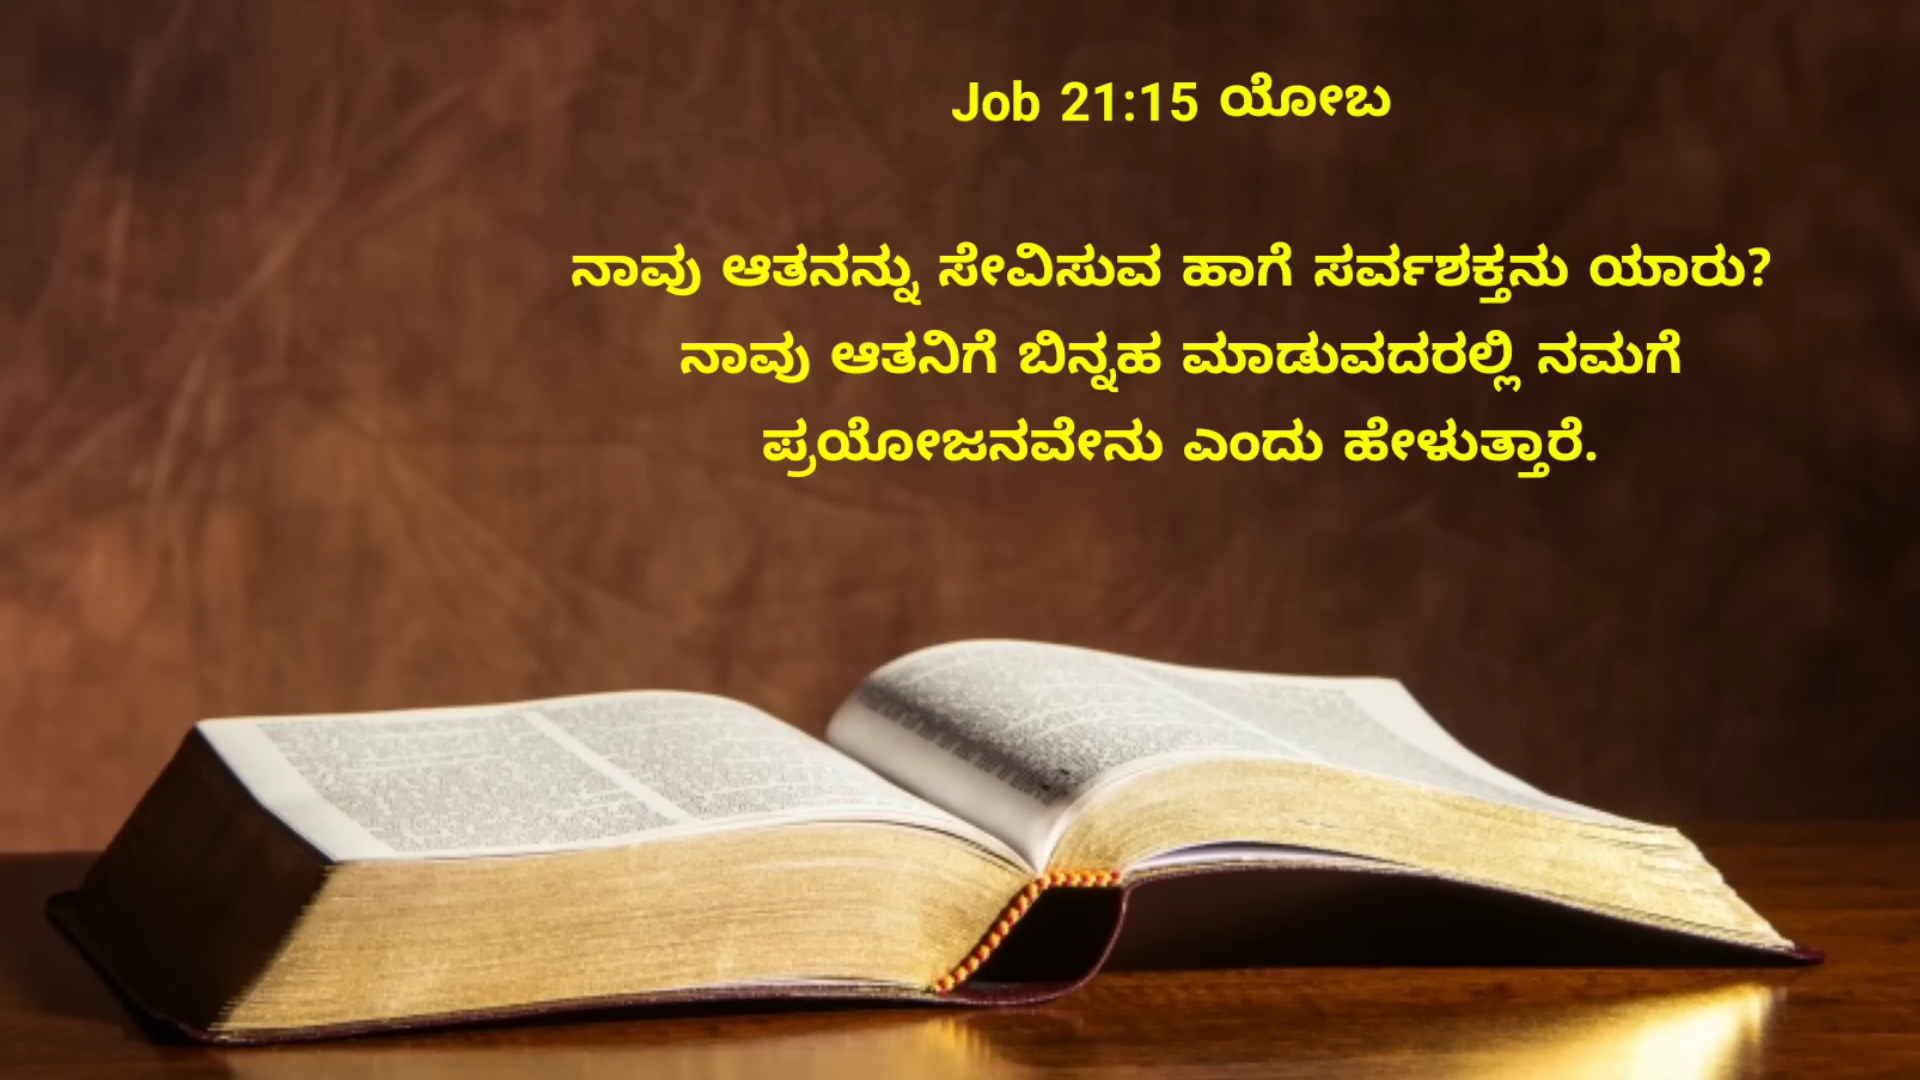 Job 21:15 ಯೋಬ
ನಾವು ಆತನನ್ನು ಸೇವಿಸುವ ಹಾಗೆ ಸರ್ವಶಕ್ತನು ಯಾರು?
ನಾವು ಆತನಿಗೆ ಬಿನ್ನಹ ಮಾಡುವದರಲ್ಲಿ ನಮಗೆ
ಪ್ರಯೋಜನವೇನು ಎಂದು ಹೇಳುತ್ತಾರೆ.